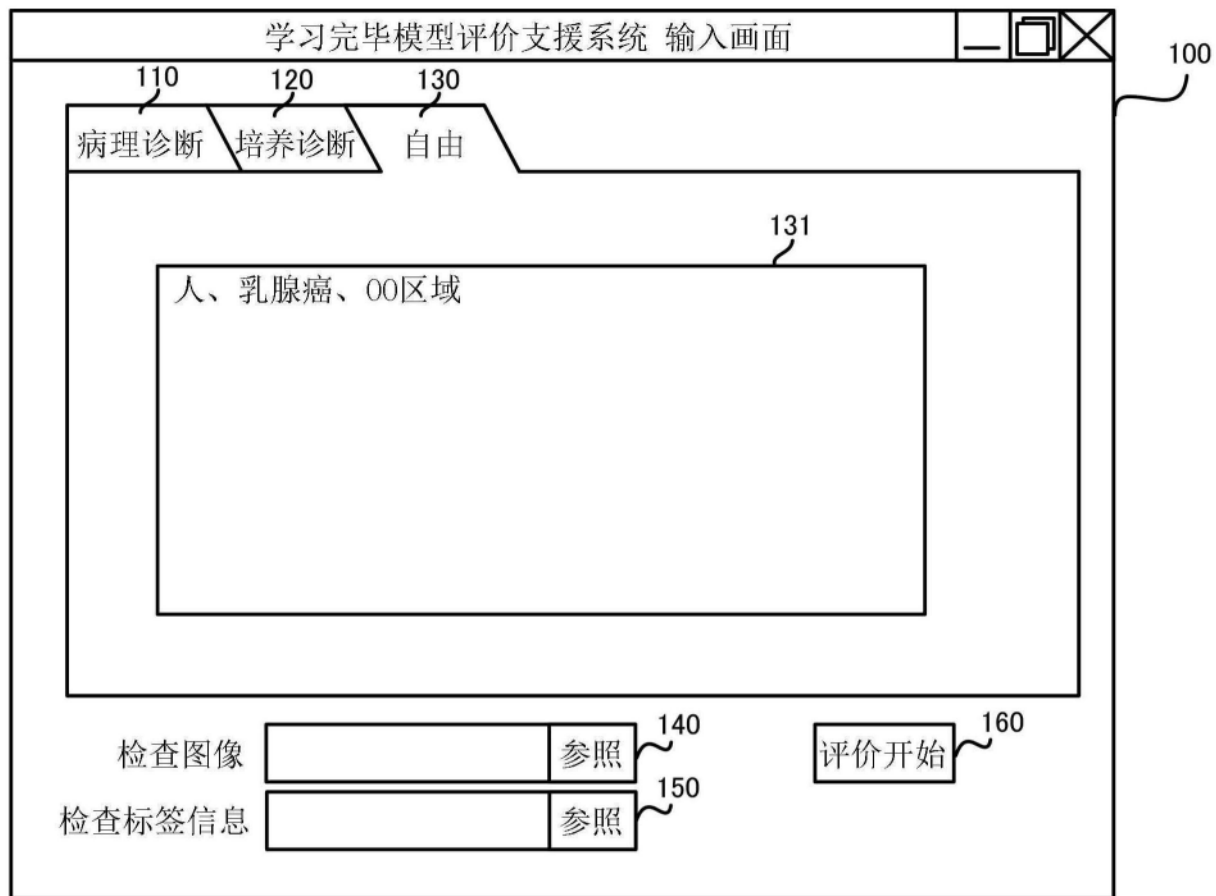 学习完毕模型评价支援系统 输入画面
100
110 120 130
病理诊断 培养诊断 自由
131
人、乳腺癌、00区域
检查图像 参照 140 评价开始 160
检查标签信息 参照 150